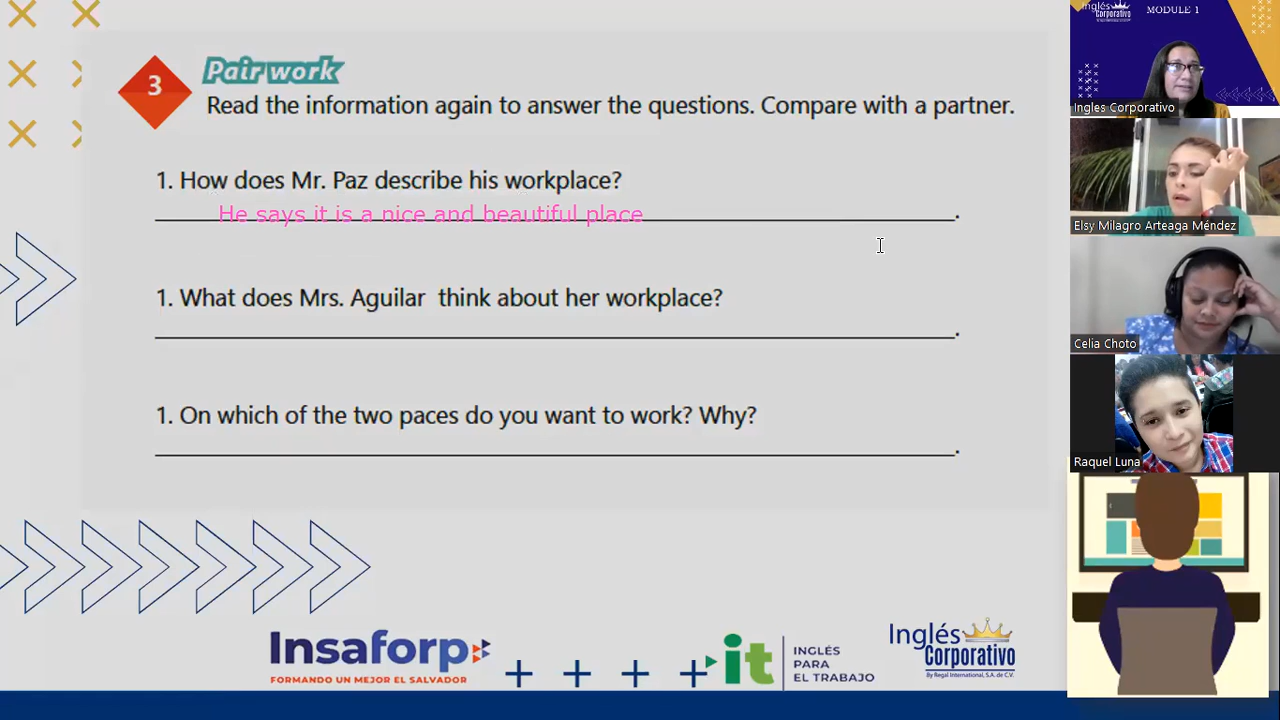 3
Pair work
Read the information again to answer the questions. Compare with a partner.
1. How does Mr. Paz describe his workplace?
He says it is a nice and beautiful place
.
1. What does Mrs. Aguilar think about her workplace?
.
1. On which of the two paces do you want to work? Why?
.
Insaforp
FORMANDO UN MEJOR EL SALVADOR
it
INGLÉS
PARA
EL TRABAJO
Inglés
Corporativo
By Regal International, S.A. de C.V.
Inglés
Corporativo
MODULE 1
Ingles Corporativo
Elsy Milagro Arteaga Méndez
Celia Choto
Raquel Luna